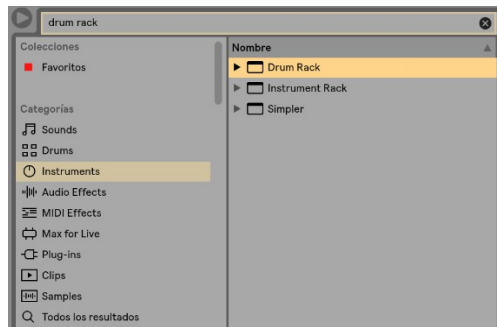 drum rack
Colecciones
Favoritos
Categorías
Sounds
Drums
Instruments
Audio Effects
MIDI Effects
Max for Live
Plug-ins
Clips
Samples
Todos los resultados
Nombre
Drum Rack
Instrument Rack
Simpler